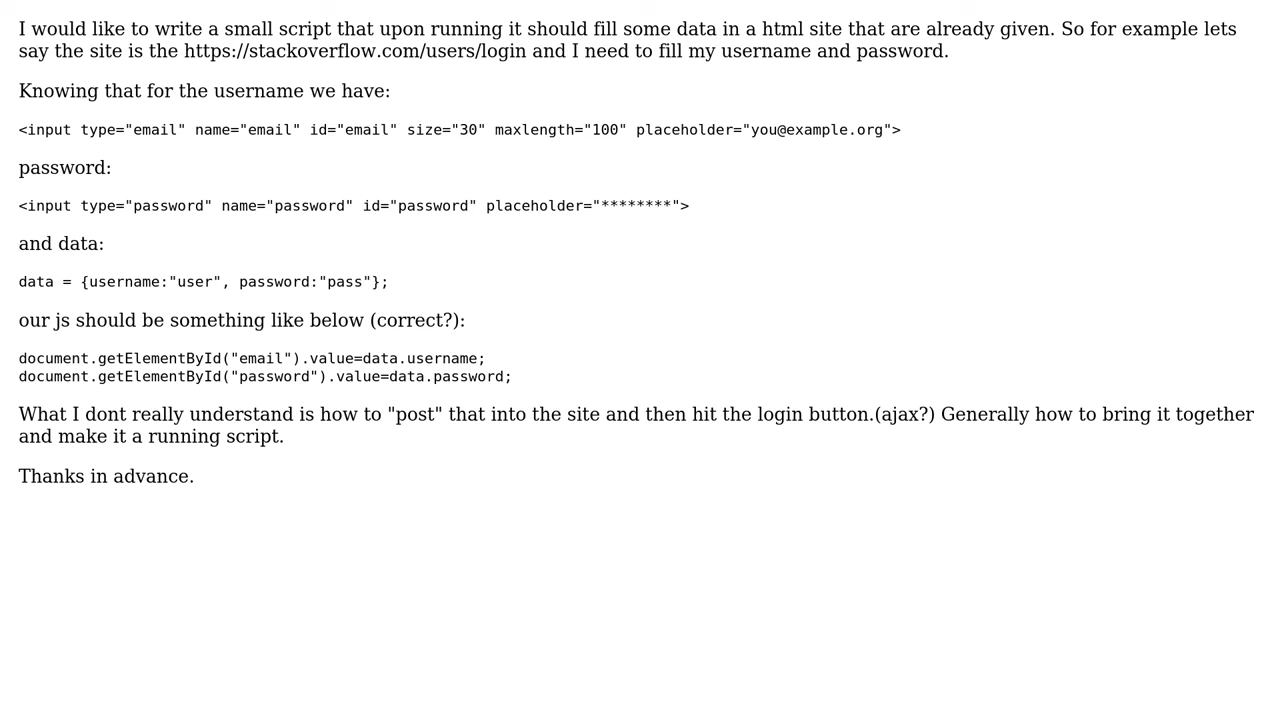 I would like to write a small script that upon running it should fill some data in a html site that are already given. So for example lets
say the site is the https://stackoverflow.com/users/login and I need to fill my username and password.
Knowing that for the username we have:
<input type="email" name="email" id="email" size="30" maxlength="100" placeholder="you@example.org">
password:
<input type="password" name="password" id="password" placeholder="********">
and data:
data = {username:"user", password:"pass"};
our js should be something like below (correct?):
document.getElementById("email").value=data.username;
document.getElementById("password").value=data.password;
What I dont really understand is how to "post" that into the site and then hit the login button.(ajax?) Generally how to bring it together
and make it a running script.
Thanks in advance.